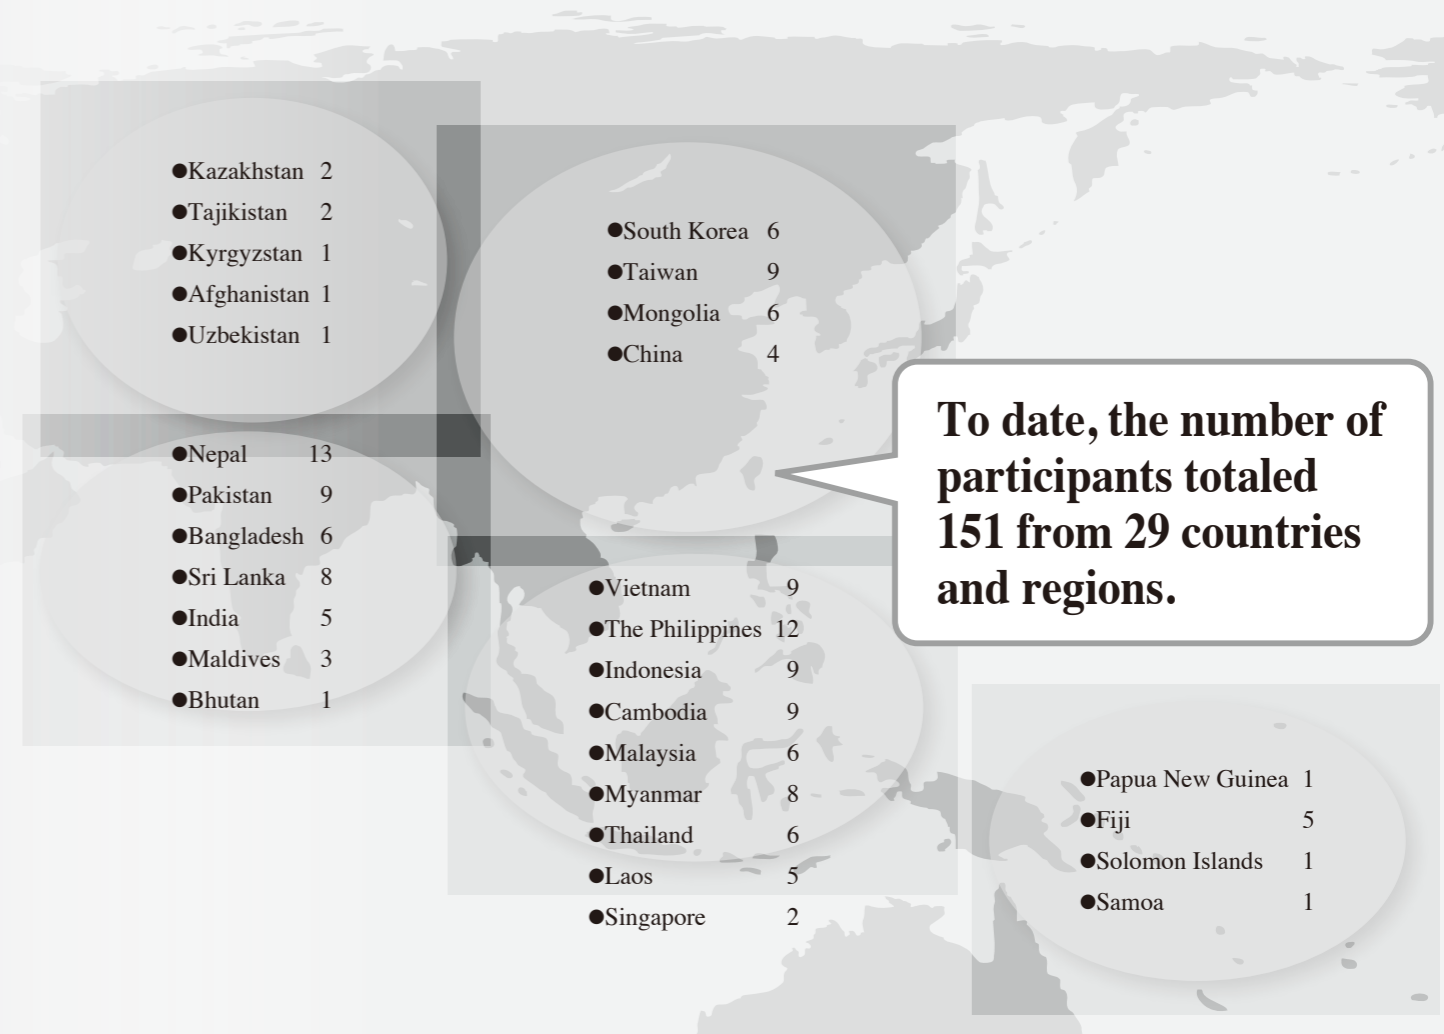 ●Kazakhstan 2
●Tajikistan 2
●Kyrgyzstan 1
●Afghanistan 1
●Uzbekistan 1
●Nepal 13
●Pakistan 9
●Bangladesh 6
●Sri Lanka 8
●India 5
●Maldives 3
●Bhutan 1
●South Korea 6
●Taiwan 9
●Mongolia 6
●China 4
●Vietnam 9
●The Philippines 12
●Indonesia 9
●Cambodia 9
●Malaysia 6
●Myanmar 8
●Thailand 6
●Laos 5
●Singapore 2
To date, the number of
participants totaled
151 from 29 countries
and regions.
●Papua New Guinea 1
●Fiji 5
●Solomon Islands 1
●Samoa 1